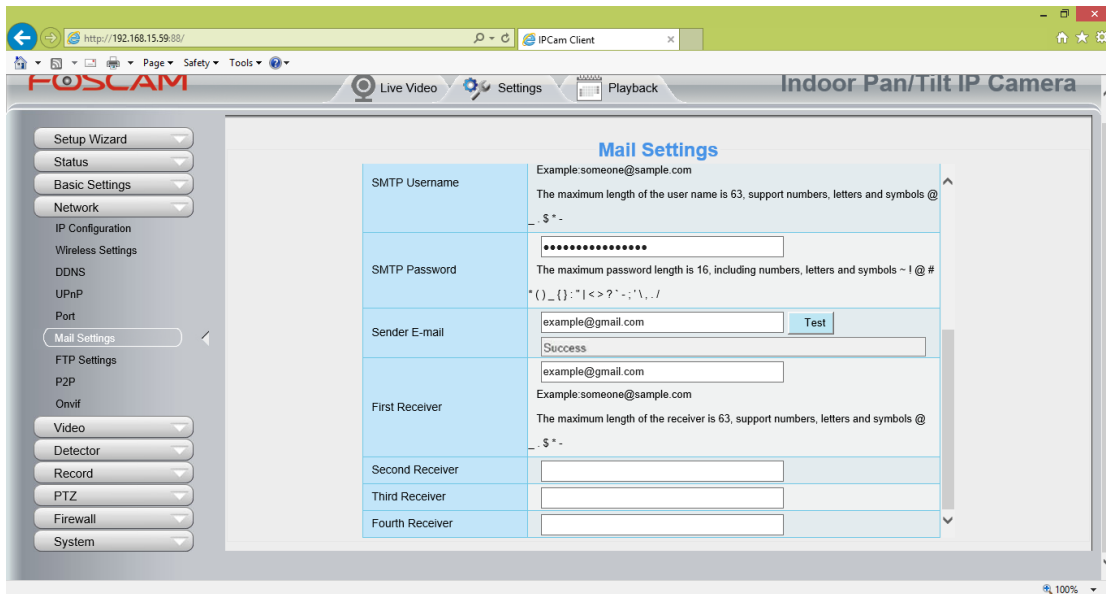 http://192.168.15.59:88/
IPCam Client
Page Safety Tools
FOSCAM
Live Video
Settings
Playback
Indoor Pan/Tilt IP Camera
Setup Wizard
Status
Basic Settings
Network
IP Configuration
Wireless Settings
DDNS
UPnP
Port
Mail Settings
FTP Settings
P2P
Onvif
Video
Detector
Record
PTZ
Firewall
System
Mail Settings
SMTP Username
Example:someone@sample.com
The maximum length of the user name is 63, support numbers, letters and symbols @
_ . $ * -
SMTP Password
••••••••••••••••
The maximum password length is 16, including numbers, letters and symbols ~ ! @ #
* ( ) _ { } : " | < > ? ` - ; ' \ , . /
Sender E-mail
example@gmail.com
Test
Success
First Receiver
example@gmail.com
Example:someone@sample.com
The maximum length of the receiver is 63, support numbers, letters and symbols @
_ . $ * -
Second Receiver
Third Receiver
Fourth Receiver
100%